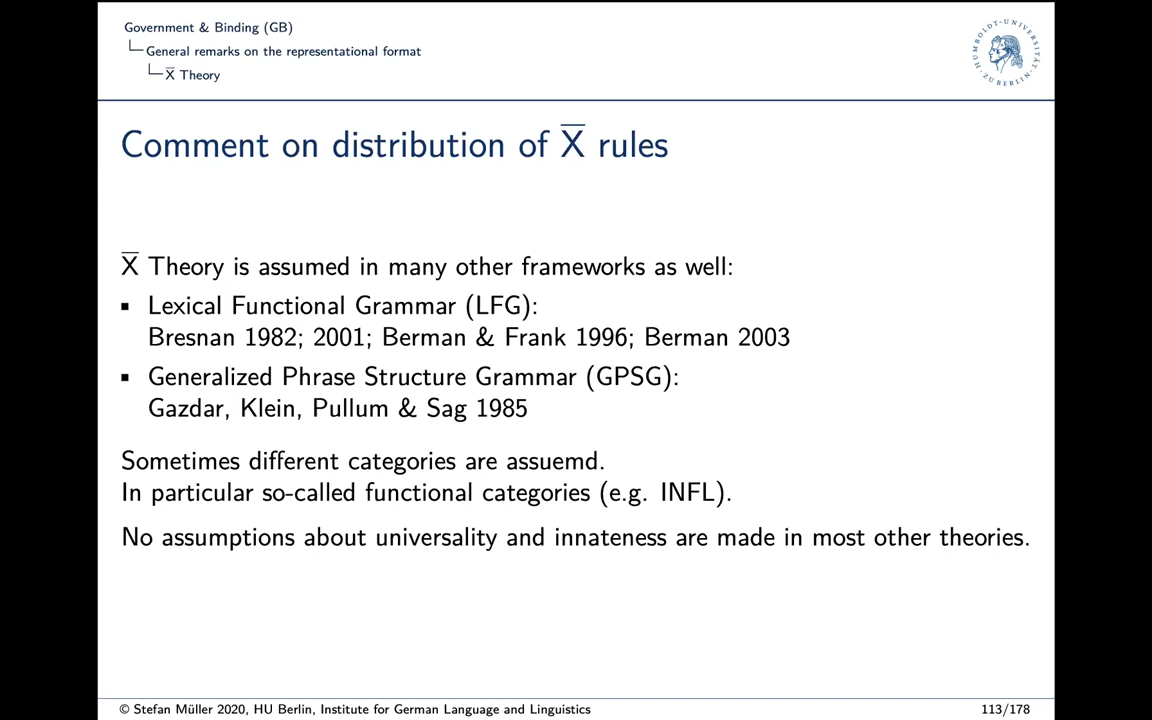 Government & Binding (GB)
General remarks on the representational format
X̅ Theory
HUMBOLDT-UNIVERSITÄT ZU BERLIN
Comment on distribution of X̅ rules
X̅ Theory is assumed in many other frameworks as well:
▪ Lexical Functional Grammar (LFG):
Bresnan 1982; 2001; Berman & Frank 1996; Berman 2003
▪ Generalized Phrase Structure Grammar (GPSG):
Gazdar, Klein, Pullum & Sag 1985
Sometimes different categories are assuemd.
In particular so-called functional categories (e.g. INFL).
No assumptions about universality and innateness are made in most other theories.
© Stefan Müller 2020, HU Berlin, Institute for German Language and Linguistics
113/178